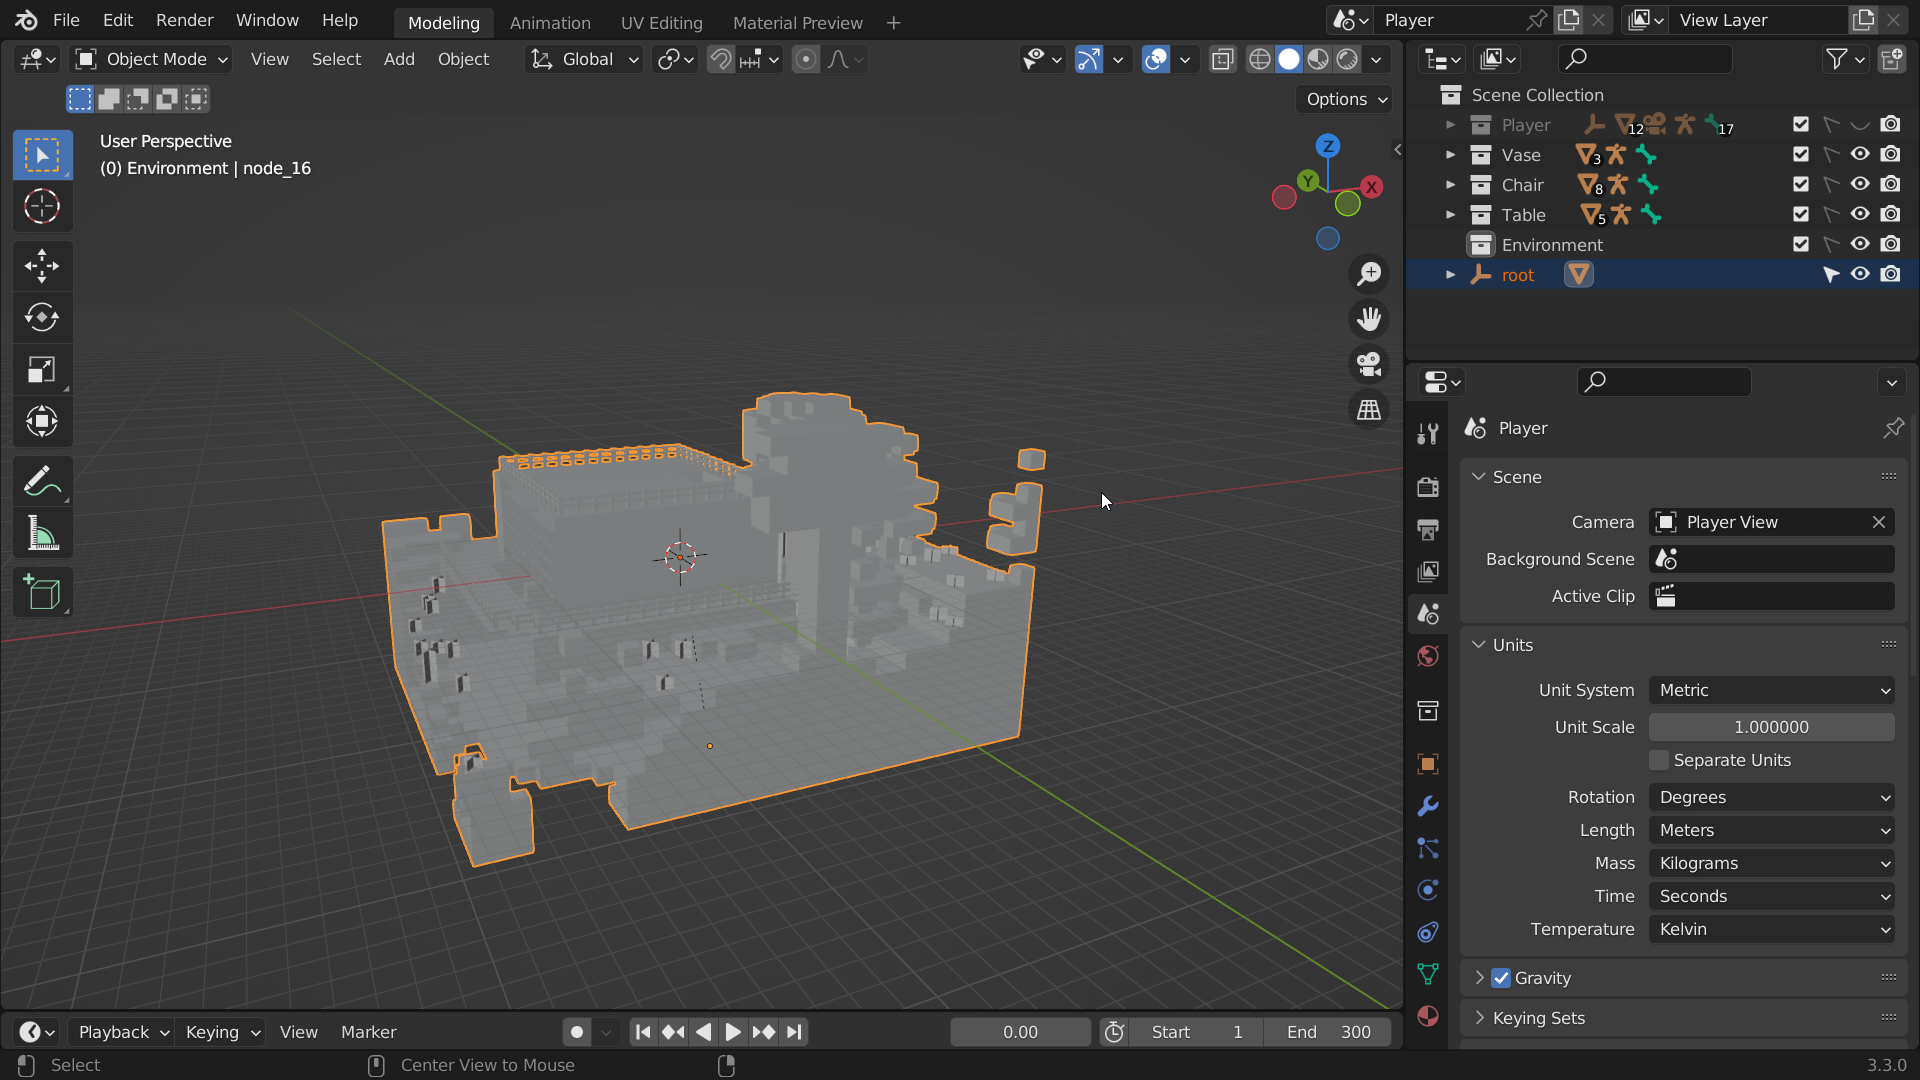 File Edit Render Window Help Modeling Animation UV Editing Material Preview + Player View Layer
Object Mode View Select Add Object Global
Options
User Perspective
(0) Environment | node_16
Z
Y
X
Scene Collection
Player 12 17
Vase 3
Chair 8
Table 5
Environment
root
Player
Scene
Camera Player View
Background Scene
Active Clip
Units
Unit System Metric
Unit Scale 1.000000
Separate Units
Rotation Degrees
Length Meters
Mass Kilograms
Time Seconds
Temperature Kelvin
Gravity
Keying Sets
Playback Keying View Marker 0.00 Start 1 End 300
Select Center View to Mouse 3.3.0